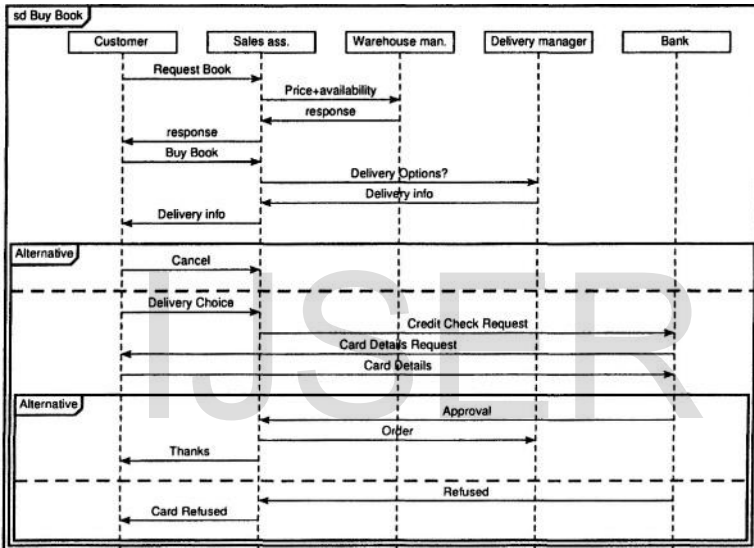 sd Buy Book
Customer Sales ass. Warehouse man. Delivery manager Bank
Request Book
Price+availability
response
response
Buy Book
Delivery Options?
Delivery info
Delivery info
Alternative
Cancel
Delivery Choice
Credit Check Request
Card Details Request
Card Details
Alternative
Approval
Order
Thanks
Refused
Card Refused
IJSER